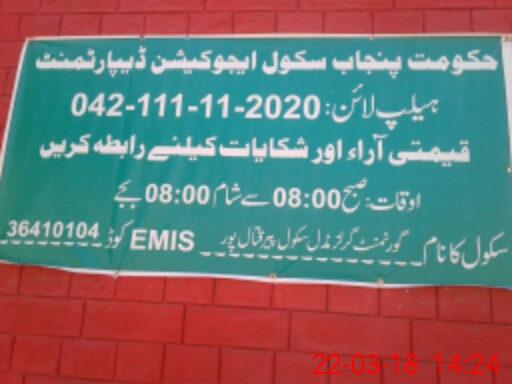 حکومت پنجاب سکول ایجوکیشن ڈیپارٹمنٹ
ہیلپ لائن: 042-111-11-2020
قیمتی آراء اور شکایات کیلئے رابطہ کریں
اوقات: صبح 08:00 سے شام 08:00 بجے
سکول کا نام گورنمنٹ گرلز مڈل سکول پیر قتال پور EMIS کوڈ 36410104
22-03-18 14:24